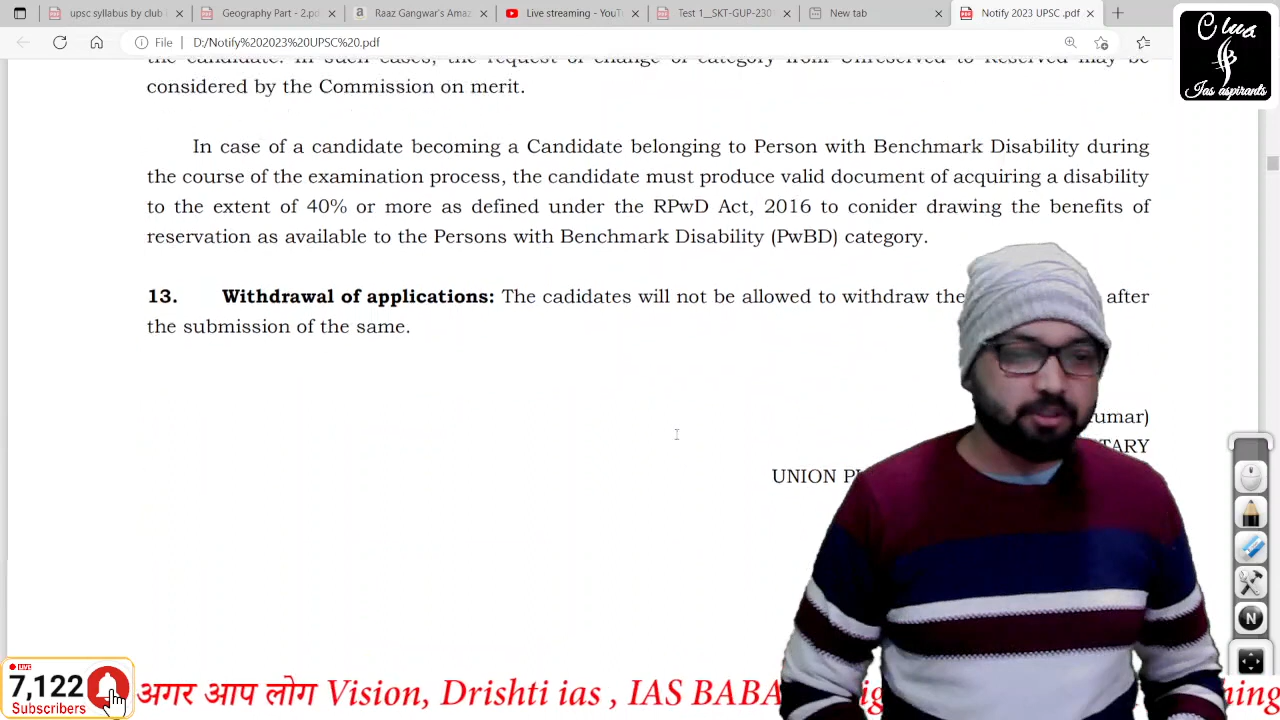 upsc syllabus by club
Geography Part - 2.pd
Raaz Gangwar's Amaz
Live streaming - YouT
Test 1__SKT-GUP-230
New tab
Notify 2023 UPSC .pdf
File
D:/Notify%202023%20UPSC%20.pdf
Clua
Ias aspirants
the candidate. In such cases, the request of change of category from Unreserved to Reserved may be
considered by the Commission on merit.
In case of a candidate becoming a Candidate belonging to Person with Benchmark Disability during
the course of the examination process, the candidate must produce valid document of acquiring a disability
to the extent of 40% or more as defined under the RPwD Act, 2016 to conider drawing the benefits of
reservation as available to the Persons with Benchmark Disability (PwBD) category.
13. Withdrawal of applications: The cadidates will not be allowed to withdraw the after
the submission of the same.
umar)
TARY
UNION
N
LIVE
7,122
Subscribers
अगर आप लोग Vision, Drishti ias , IAS BABA